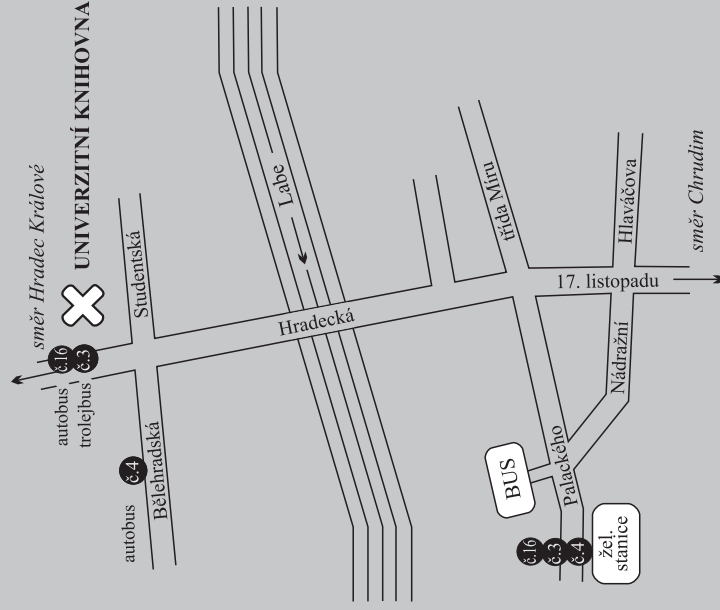 směr Hradec Králové
UNIVERZITNÍ KNIHOVNA
č.16
č.3
autobus
trolejbus
Studentská
autobus
č.4
Bělehradská
Labe
Hradecká
třída Míru
17. listopadu
Hlaváčova
směr Chrudim
Nádražní
Palackého
BUS
č.16
č.3
č.4
žel.
stanice